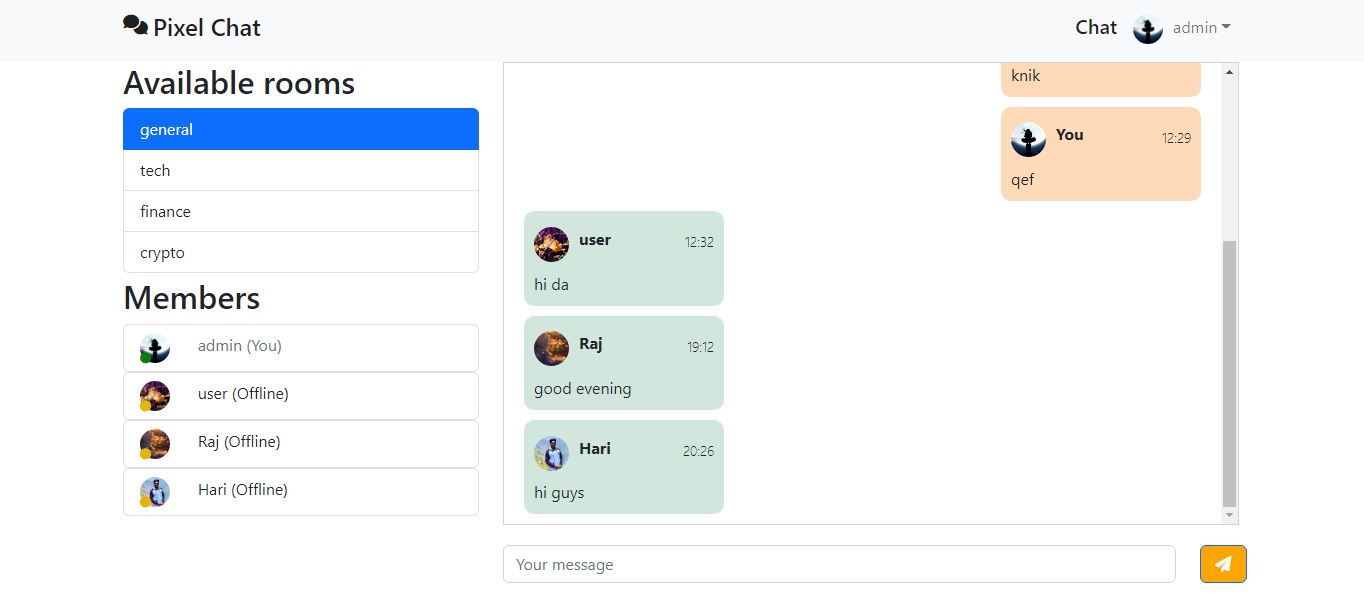 Pixel Chat
Chat
admin
Available rooms
general
tech
finance
crypto
Members
admin (You)
user (Offline)
Raj (Offline)
Hari (Offline)
knik
You 12:29
qef
user 12:32
hi da
Raj 19:12
good evening
Hari 20:26
hi guys
Your message